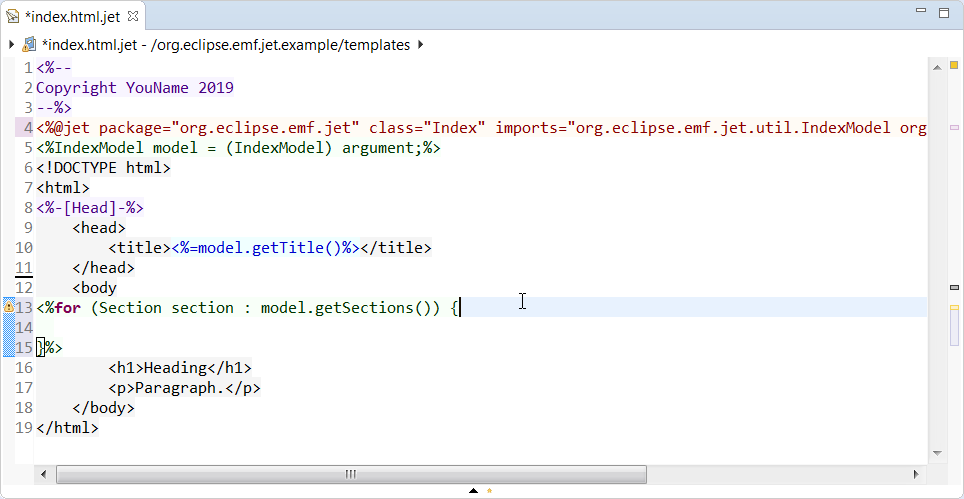 *index.html.jet
*index.html.jet - /org.eclipse.emf.jet.example/templates
1 <%--
2 Copyright YouName 2019
3 --%>
4 <%@jet package="org.eclipse.emf.jet" class="Index" imports="org.eclipse.emf.jet.util.IndexModel org
5 <%IndexModel model = (IndexModel) argument;%>
6 <!DOCTYPE html>
7 <html>
8 <%-[Head]-%>
9     <head>
10         <title><%=model.getTitle()%></title>
11     </head>
12     <body
13 <%for (Section section : model.getSections()) {
14
15 }%>
16         <h1>Heading</h1>
17         <p>Paragraph.</p>
18     </body>
19 </html>